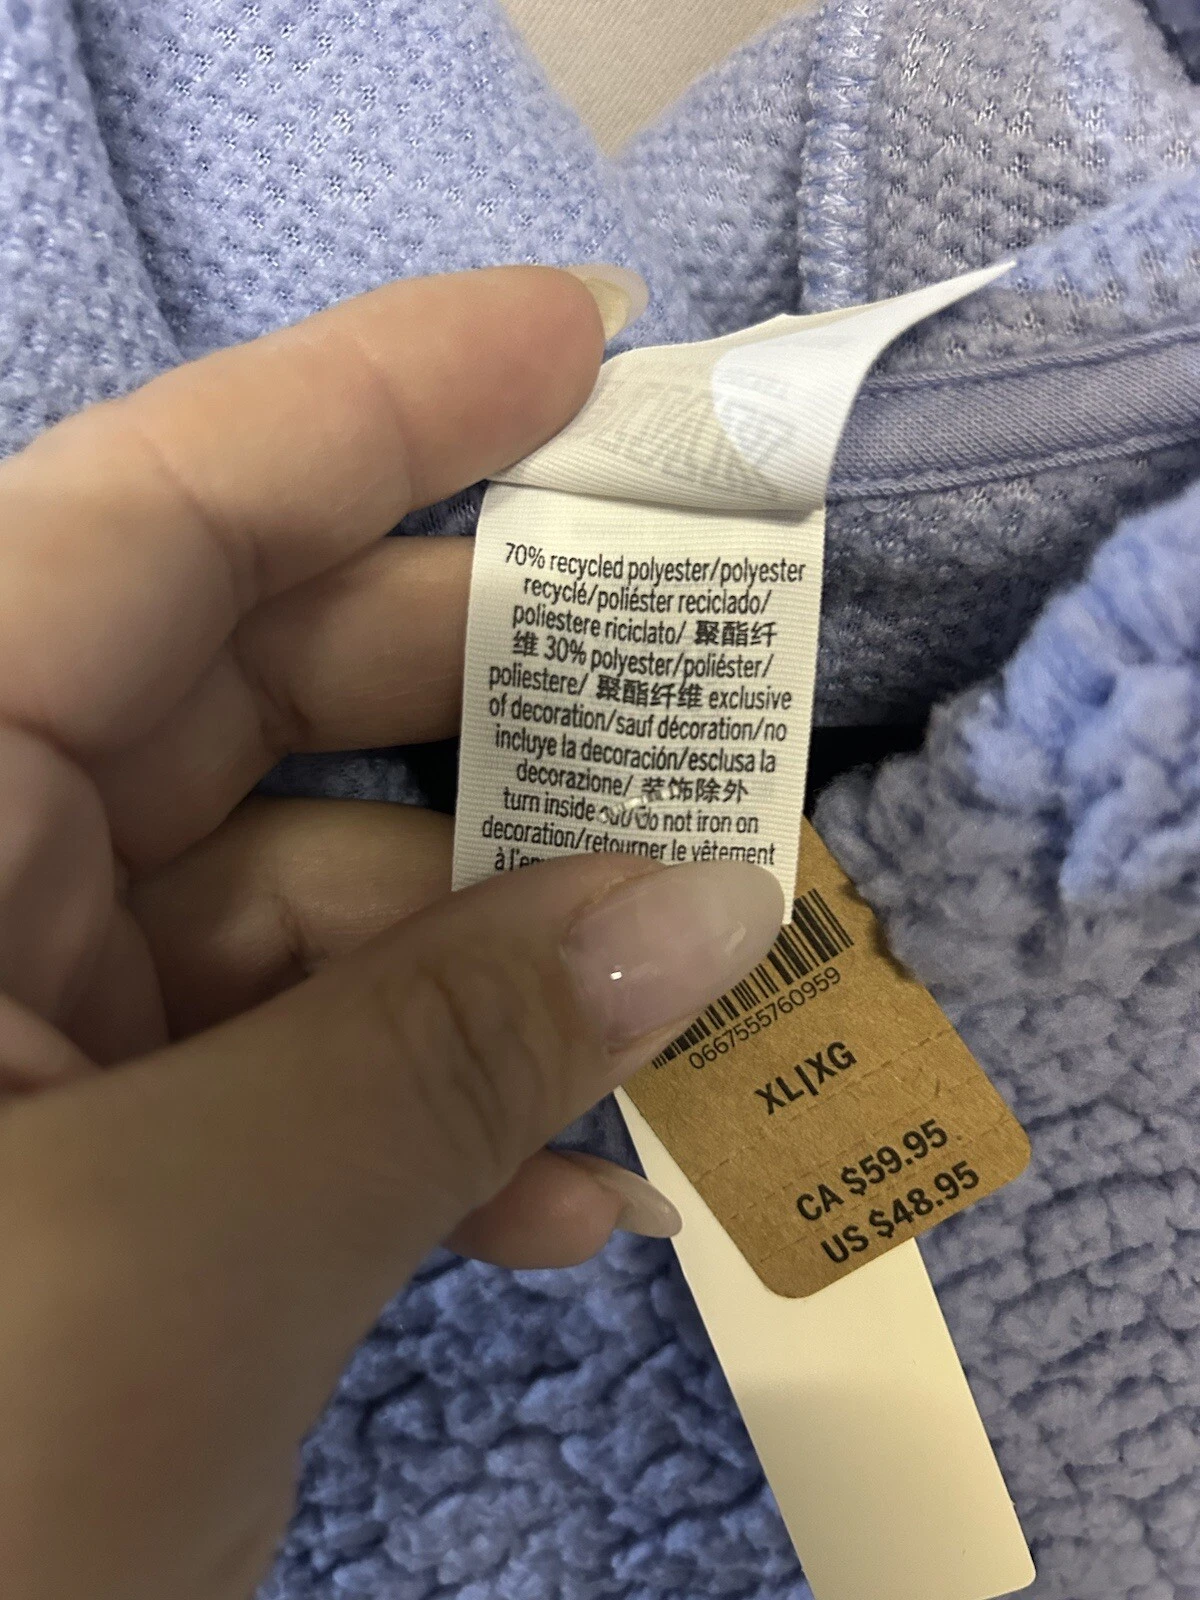 70% recycled polyester/polyester
recyclé/poliéster reciclado/
poliestere riciclato/ 聚酯纤
维 30% polyester/poliéster/
poliestere/ 聚酯纤维 exclusive
of decoration/sauf décoration/no
incluye la decoración/esclusa la
decorazione/ 装饰除外
turn inside out/do not iron on
decoration/retourner le vêtement
à l'en
0667555760959
XL|XG
CA $59.95
US $48.95